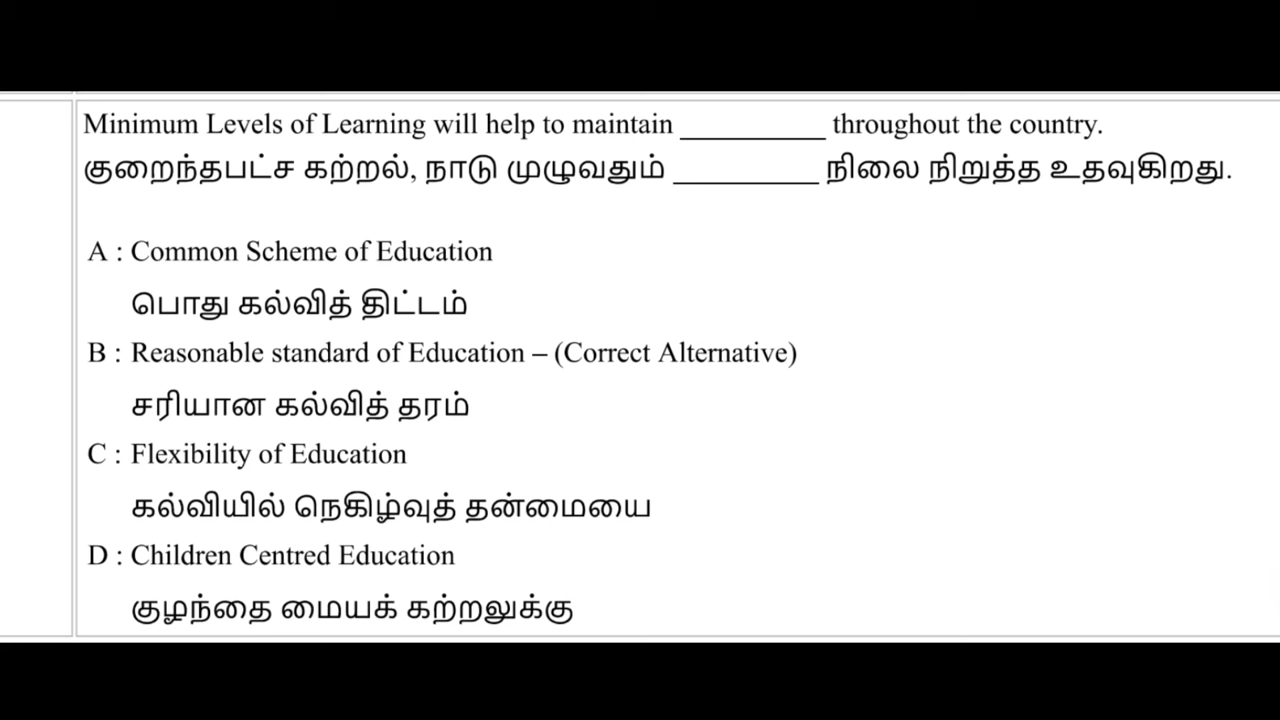 Minimum Levels of Learning will help to maintain __________ throughout the country.
குறைந்தபட்ச கற்றல், நாடு முழுவதும் __________ நிலை நிறுத்த உதவுகிறது.
A : Common Scheme of Education
பொது கல்வித் திட்டம்
B : Reasonable standard of Education – (Correct Alternative)
சரியான கல்வித் தரம்
C : Flexibility of Education
கல்வியில் நெகிழ்வுத் தன்மையை
D : Children Centred Education
குழந்தை மையக் கற்றலுக்கு